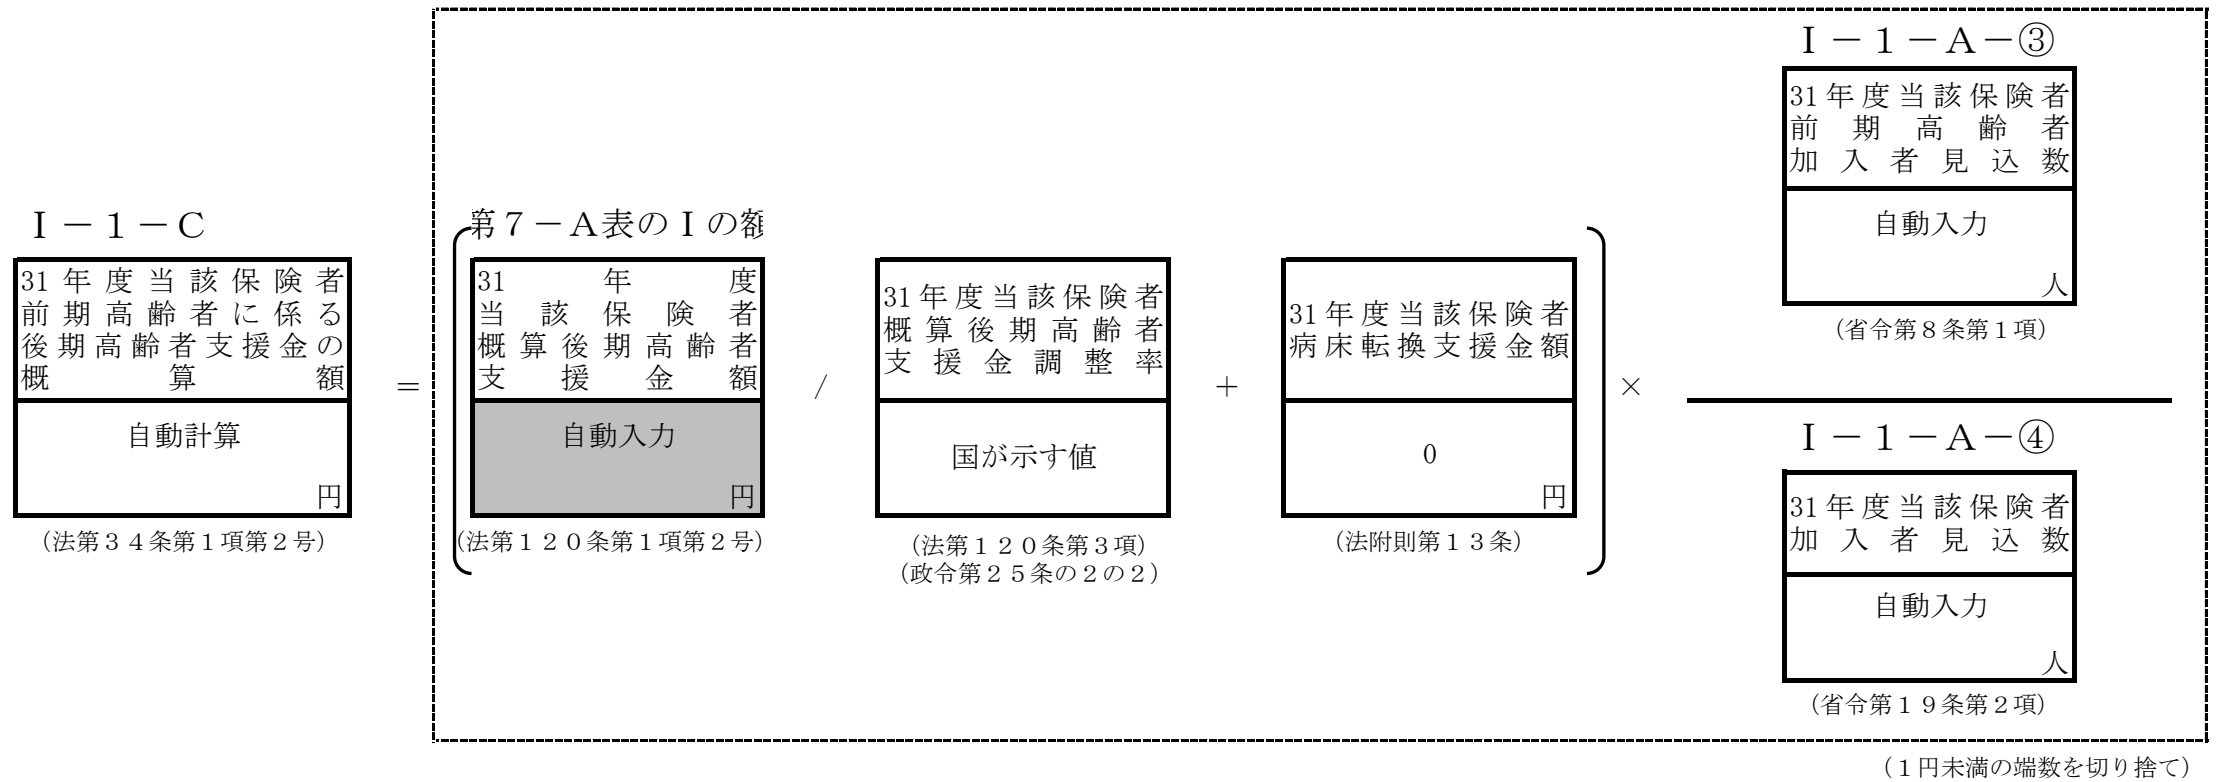 Ⅰ－１－Ｃ
31年度当該保険者
前期高齢者に係る
後期高齢者支援金の
概算額
自動計算
円
（法第３４条第１項第２号）
＝
第７－Ａ表のⅠの額
31年度
当該保険者
概算後期高齢者
支援金額
自動入力
円
（法第１２０条第１項第２号）
/
31年度当該保険者
概算後期高齢者
支援金調整率
国が示す値
（法第１２０条第３項）
（政令第２５条の２の２）
＋
31年度当該保険者
病床転換支援金額
0
円
（法附則第１３条）
×
Ⅰ－１－Ａ－③
31年度当該保険者
前期高齢者
加入者見込数
自動入力
人
（省令第８条第１項）
Ⅰ－１－Ａ－④
31年度当該保険者
加入者見込数
自動入力
人
（省令第１９条第２項）
（１円未満の端数を切り捨て）